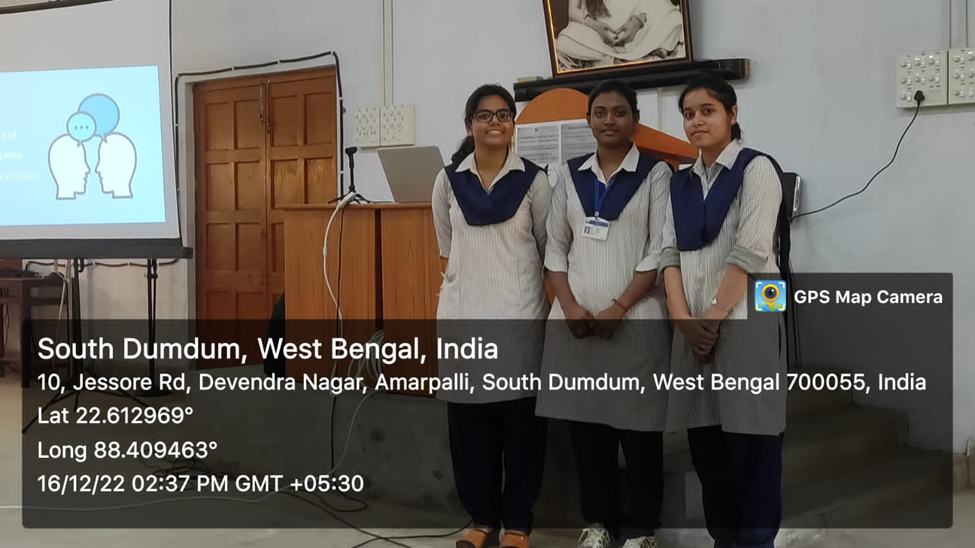 GPS Map Camera
South Dumdum, West Bengal, India
10, Jessore Rd, Devendra Nagar, Amarpalli, South Dumdum, West Bengal 700055, India
Lat 22.612969°
Long 88.409463°
16/12/22 02:37 PM GMT +05:30